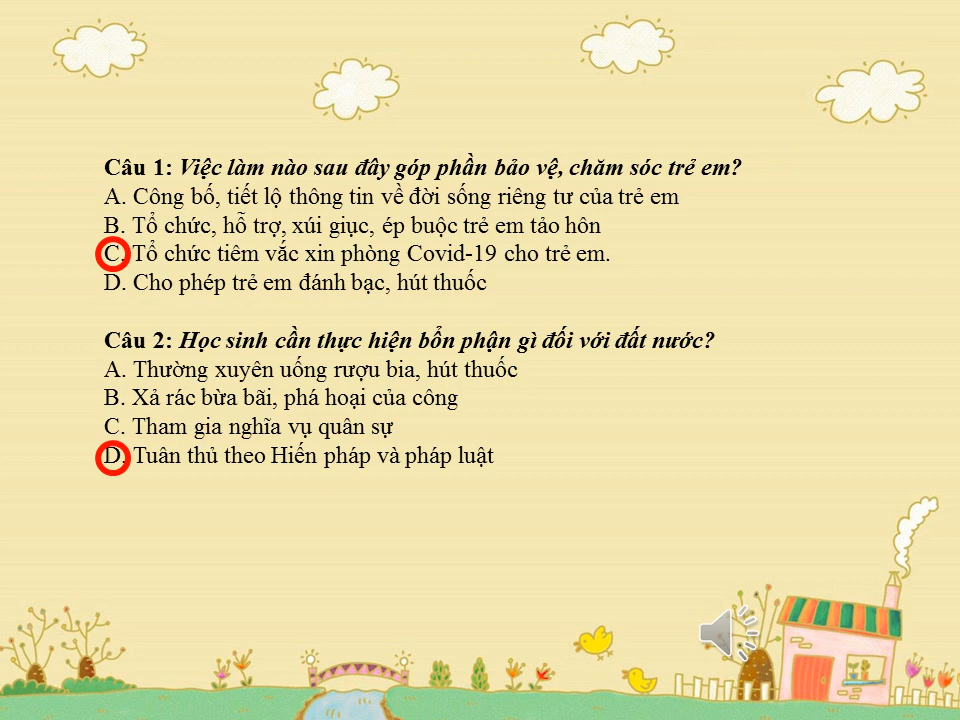 Câu 1: Việc làm nào sau đây góp phần bảo vệ, chăm sóc trẻ em?
A. Công bố, tiết lộ thông tin về đời sống riêng tư của trẻ em
B. Tổ chức, hỗ trợ, xúi giục, ép buộc trẻ em tảo hôn
C. Tổ chức tiêm vắc xin phòng Covid-19 cho trẻ em.
D. Cho phép trẻ em đánh bạc, hút thuốc
Câu 2: Học sinh cần thực hiện bổn phận gì đối với đất nước?
A. Thường xuyên uống rượu bia, hút thuốc
B. Xả rác bừa bãi, phá hoại của công
C. Tham gia nghĩa vụ quân sự
D. Tuân thủ theo Hiến pháp và pháp luật